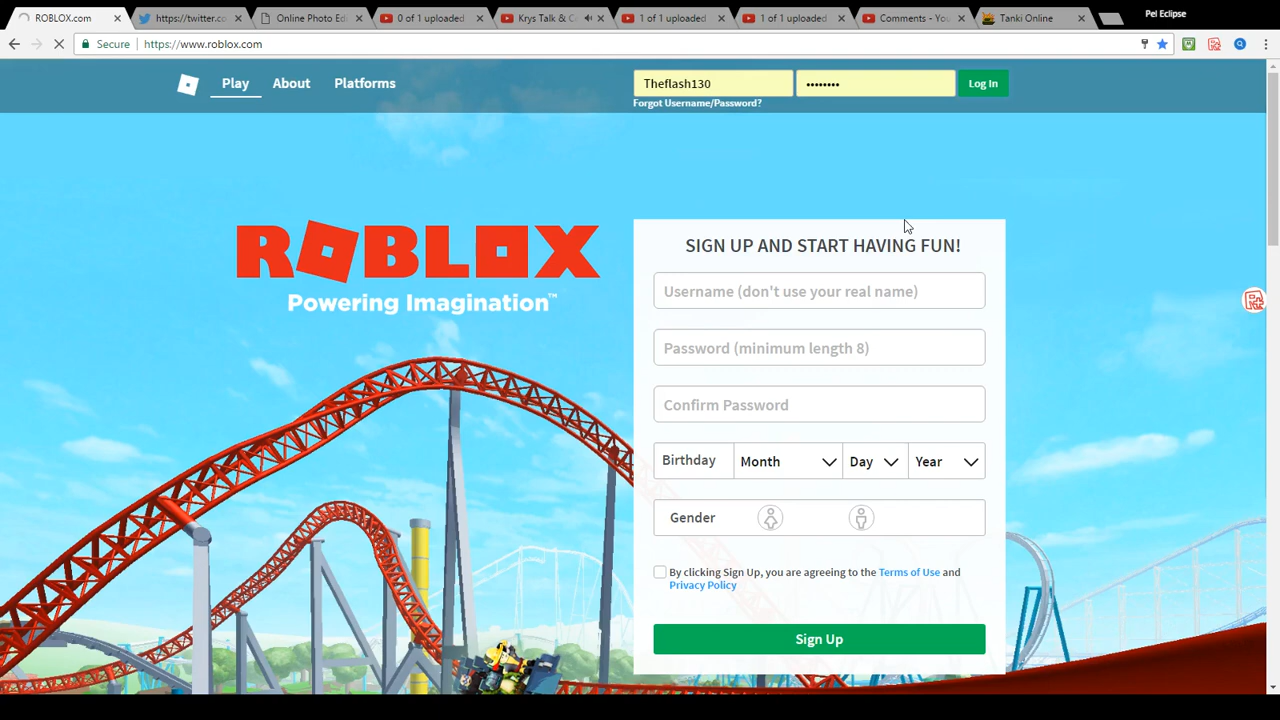 ROBLOX.com
https://twitter.co
Online Photo Edi
0 of 1 uploaded
Krys Talk & C
1 of 1 uploaded
1 of 1 uploaded
Comments - You
Tanki Online
Pel Eclipse
Secure
https://www.roblox.com
Play
About
Platforms
Theflash130
••••••••
Log In
Forgot Username/Password?
ROBLOX
Powering Imagination™
SIGN UP AND START HAVING FUN!
Username (don't use your real name)
Password (minimum length 8)
Confirm Password
Birthday
Month
Day
Year
Gender
By clicking Sign Up, you are agreeing to the Terms of Use and
Privacy Policy
Sign Up